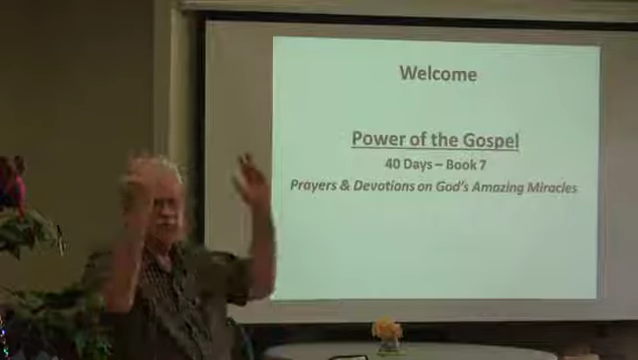 Welcome
Power of the Gospel
40 Days – Book 7
Prayers & Devotions on God's Amazing Miracles